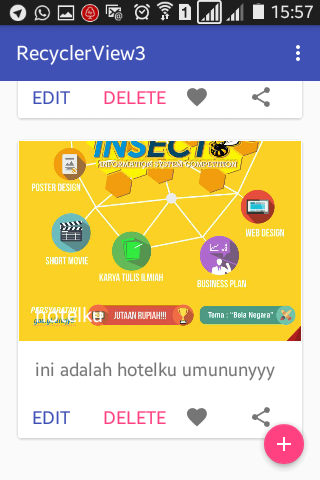 15:57
RecyclerView3
EDIT DELETE
INSECT
INFORMATION SYSTEM COMPETITION
POSTER DESIGN
WEB DESIGN
SHORT MOVIE
KARYA TULIS ILMIAH
BUSINESS PLAN
hotelku
JUTAAN RUPIAH!!!
Tema : "Bela Negara"
ini adalah hotelku umununyyy
EDIT DELETE